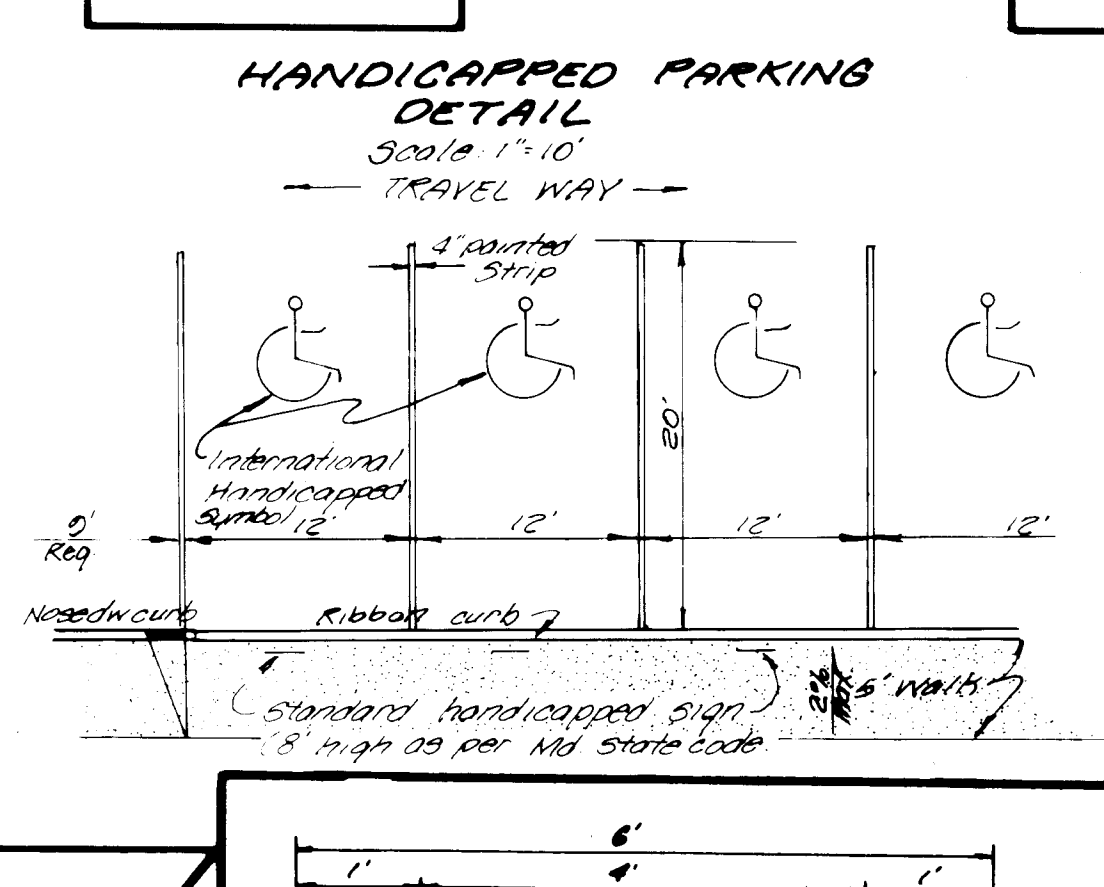 HANDICAPPED PARKING
DETAIL
Scale: 1"=10'
TRAVEL WAY
4" painted
Strip
20'
International
Handicapped
Symbol
12'
12'
12'
12'
9'
Req.
Nosedw curb
Ribbon curb
2%
Max.
5' Walk
Standard handicapped sign
(8' high as per Md. State code.
6'
1'
4'
1'